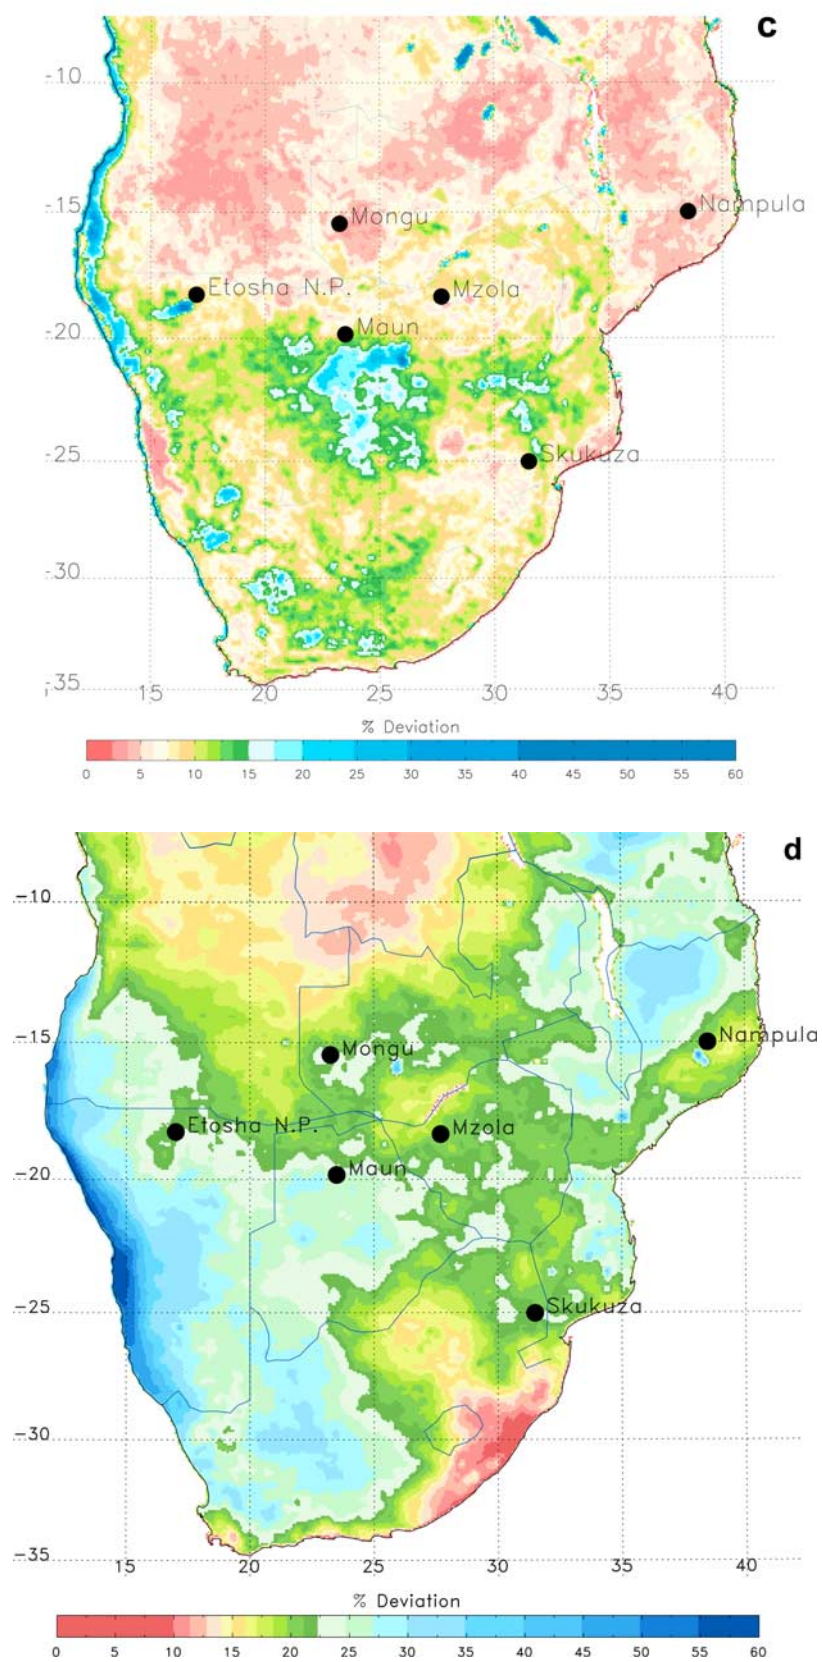 c
-10
-15
Mongu
Nampula
Etosha N.P.
Mzola
-20
Maun
-25
Skukuza
-30
-35
15 20 25 30 35 40
% Deviation
0 5 10 15 20 25 30 35 40 45 50 55 60
d
-10
-15
Mongu
Nampula
Etosha N.P.
Mzola
Maun
-20
-25
Skukuza
-30
-35
15 20 25 30 35 40
% Deviation
0 5 10 15 20 25 30 35 40 45 50 55 60